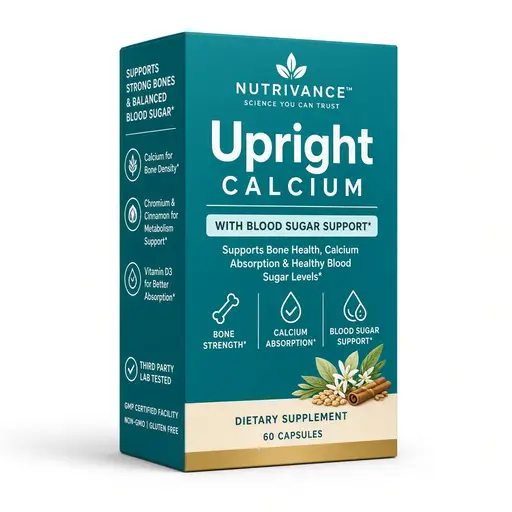 NUTRIVANCE™
SCIENCE YOU CAN TRUST
Upright
CALCIUM
WITH BLOOD SUGAR SUPPORT*
Supports Bone Health, Calcium
Absorption & Healthy Blood
Sugar Levels*
BONE
STRENGTH*
CALCIUM
ABSORPTION*
BLOOD SUGAR
SUPPORT*
DIETARY SUPPLEMENT
60 CAPSULES
SUPPORTS
STRONG BONES
& BALANCED
BLOOD SUGAR*
Calcium for
Bone Density*
Chromium &
Cinnamon for
Metabolism
Support*
Vitamin D3
for Better
Absorption*
THIRD PARTY
LAB TESTED
GMP CERTIFIED FACILITY
NON-GMO | GLUTEN FREE